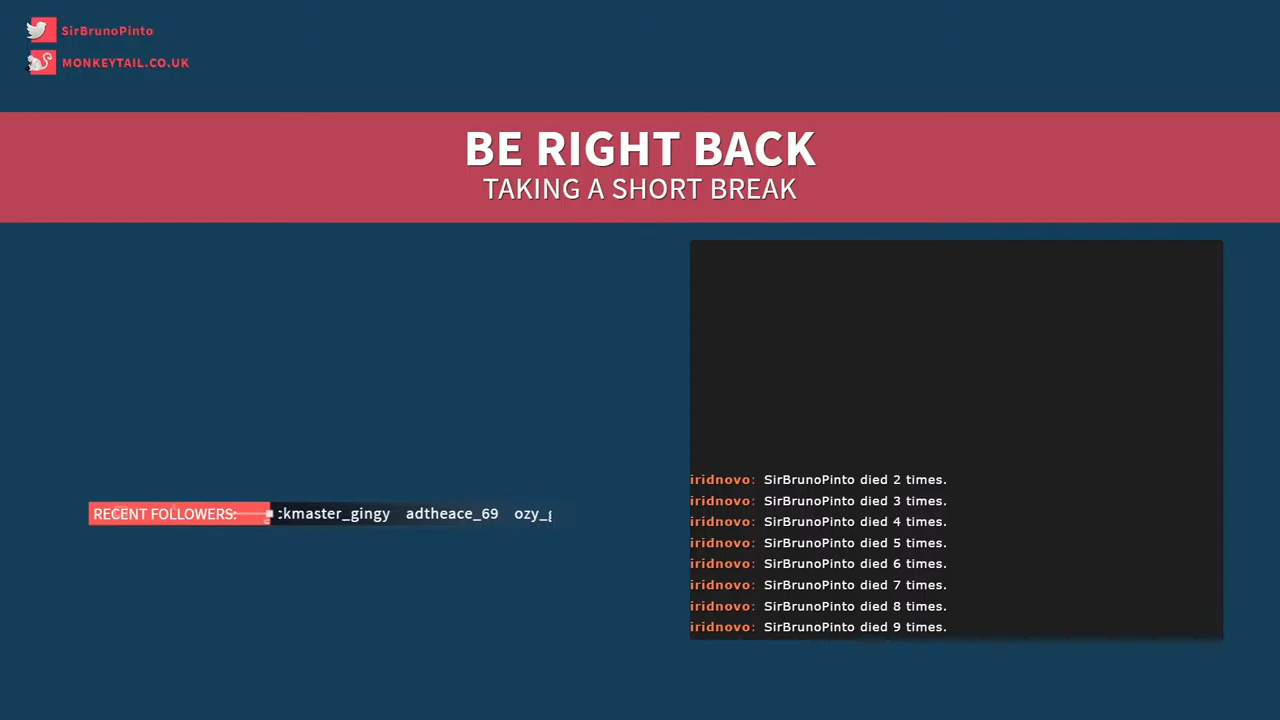 SirBrunoPinto
MONKEYTAIL.CO.UK
BE RIGHT BACK
TAKING A SHORT BREAK
RECENT FOLLOWERS: ckmaster_gingy adtheace_69
iridnovo: SirBrunoPinto died 2 times.
iridnovo: SirBrunoPinto died 3 times.
iridnovo: SirBrunoPinto died 4 times.
iridnovo: SirBrunoPinto died 5 times.
iridnovo: SirBrunoPinto died 6 times.
iridnovo: SirBrunoPinto died 7 times.
iridnovo: SirBrunoPinto died 8 times.
iridnovo: SirBrunoPinto died 9 times.